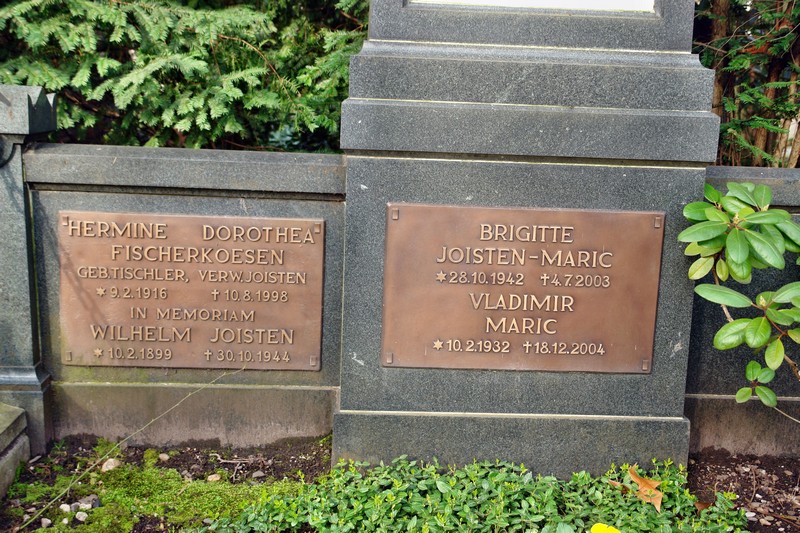 HERMINE DOROTHEA
FISCHERKOESEN
GEB.TISCHLER, VERW.JOISTEN
✶9.2.1916 ✝10.8.1998
IN MEMORIAM
WILHELM JOISTEN
✶10.2.1899 ✝30.10.1944
BRIGITTE
JOISTEN-MARIC
✶28.10.1942 ✝4.7.2003
VLADIMIR
MARIC
✶10.2.1932 ✝18.12.2004